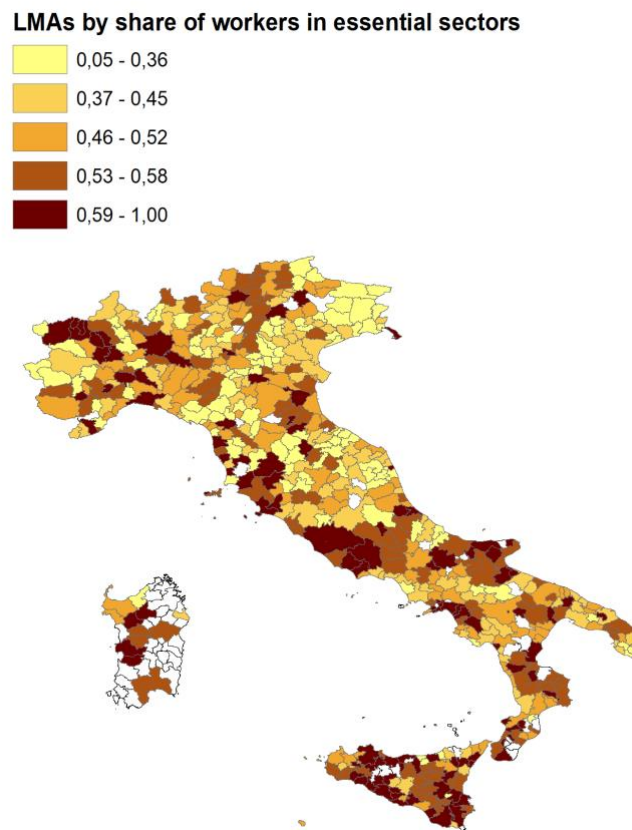 LMAs by share of workers in essential sectors
0,05 - 0,36
0,37 - 0,45
0,46 - 0,52
0,53 - 0,58
0,59 - 1,00